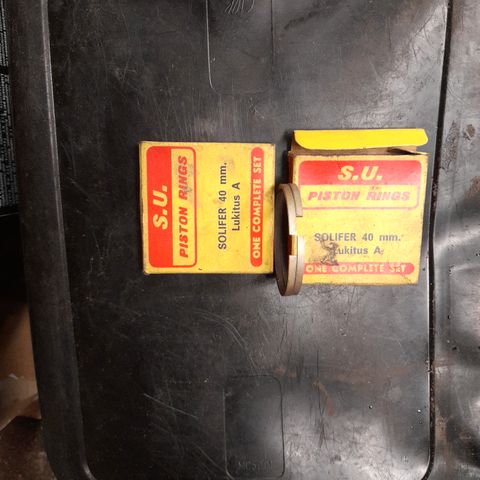 S.U.
PISTON RINGS
SOLIFER 40 mm.
Lukitus A
ONE COMPLETE SET
S.U.
PISTON RINGS
SOLIFER 40 mm.
Lukitus A
ONE COMPLETE SET